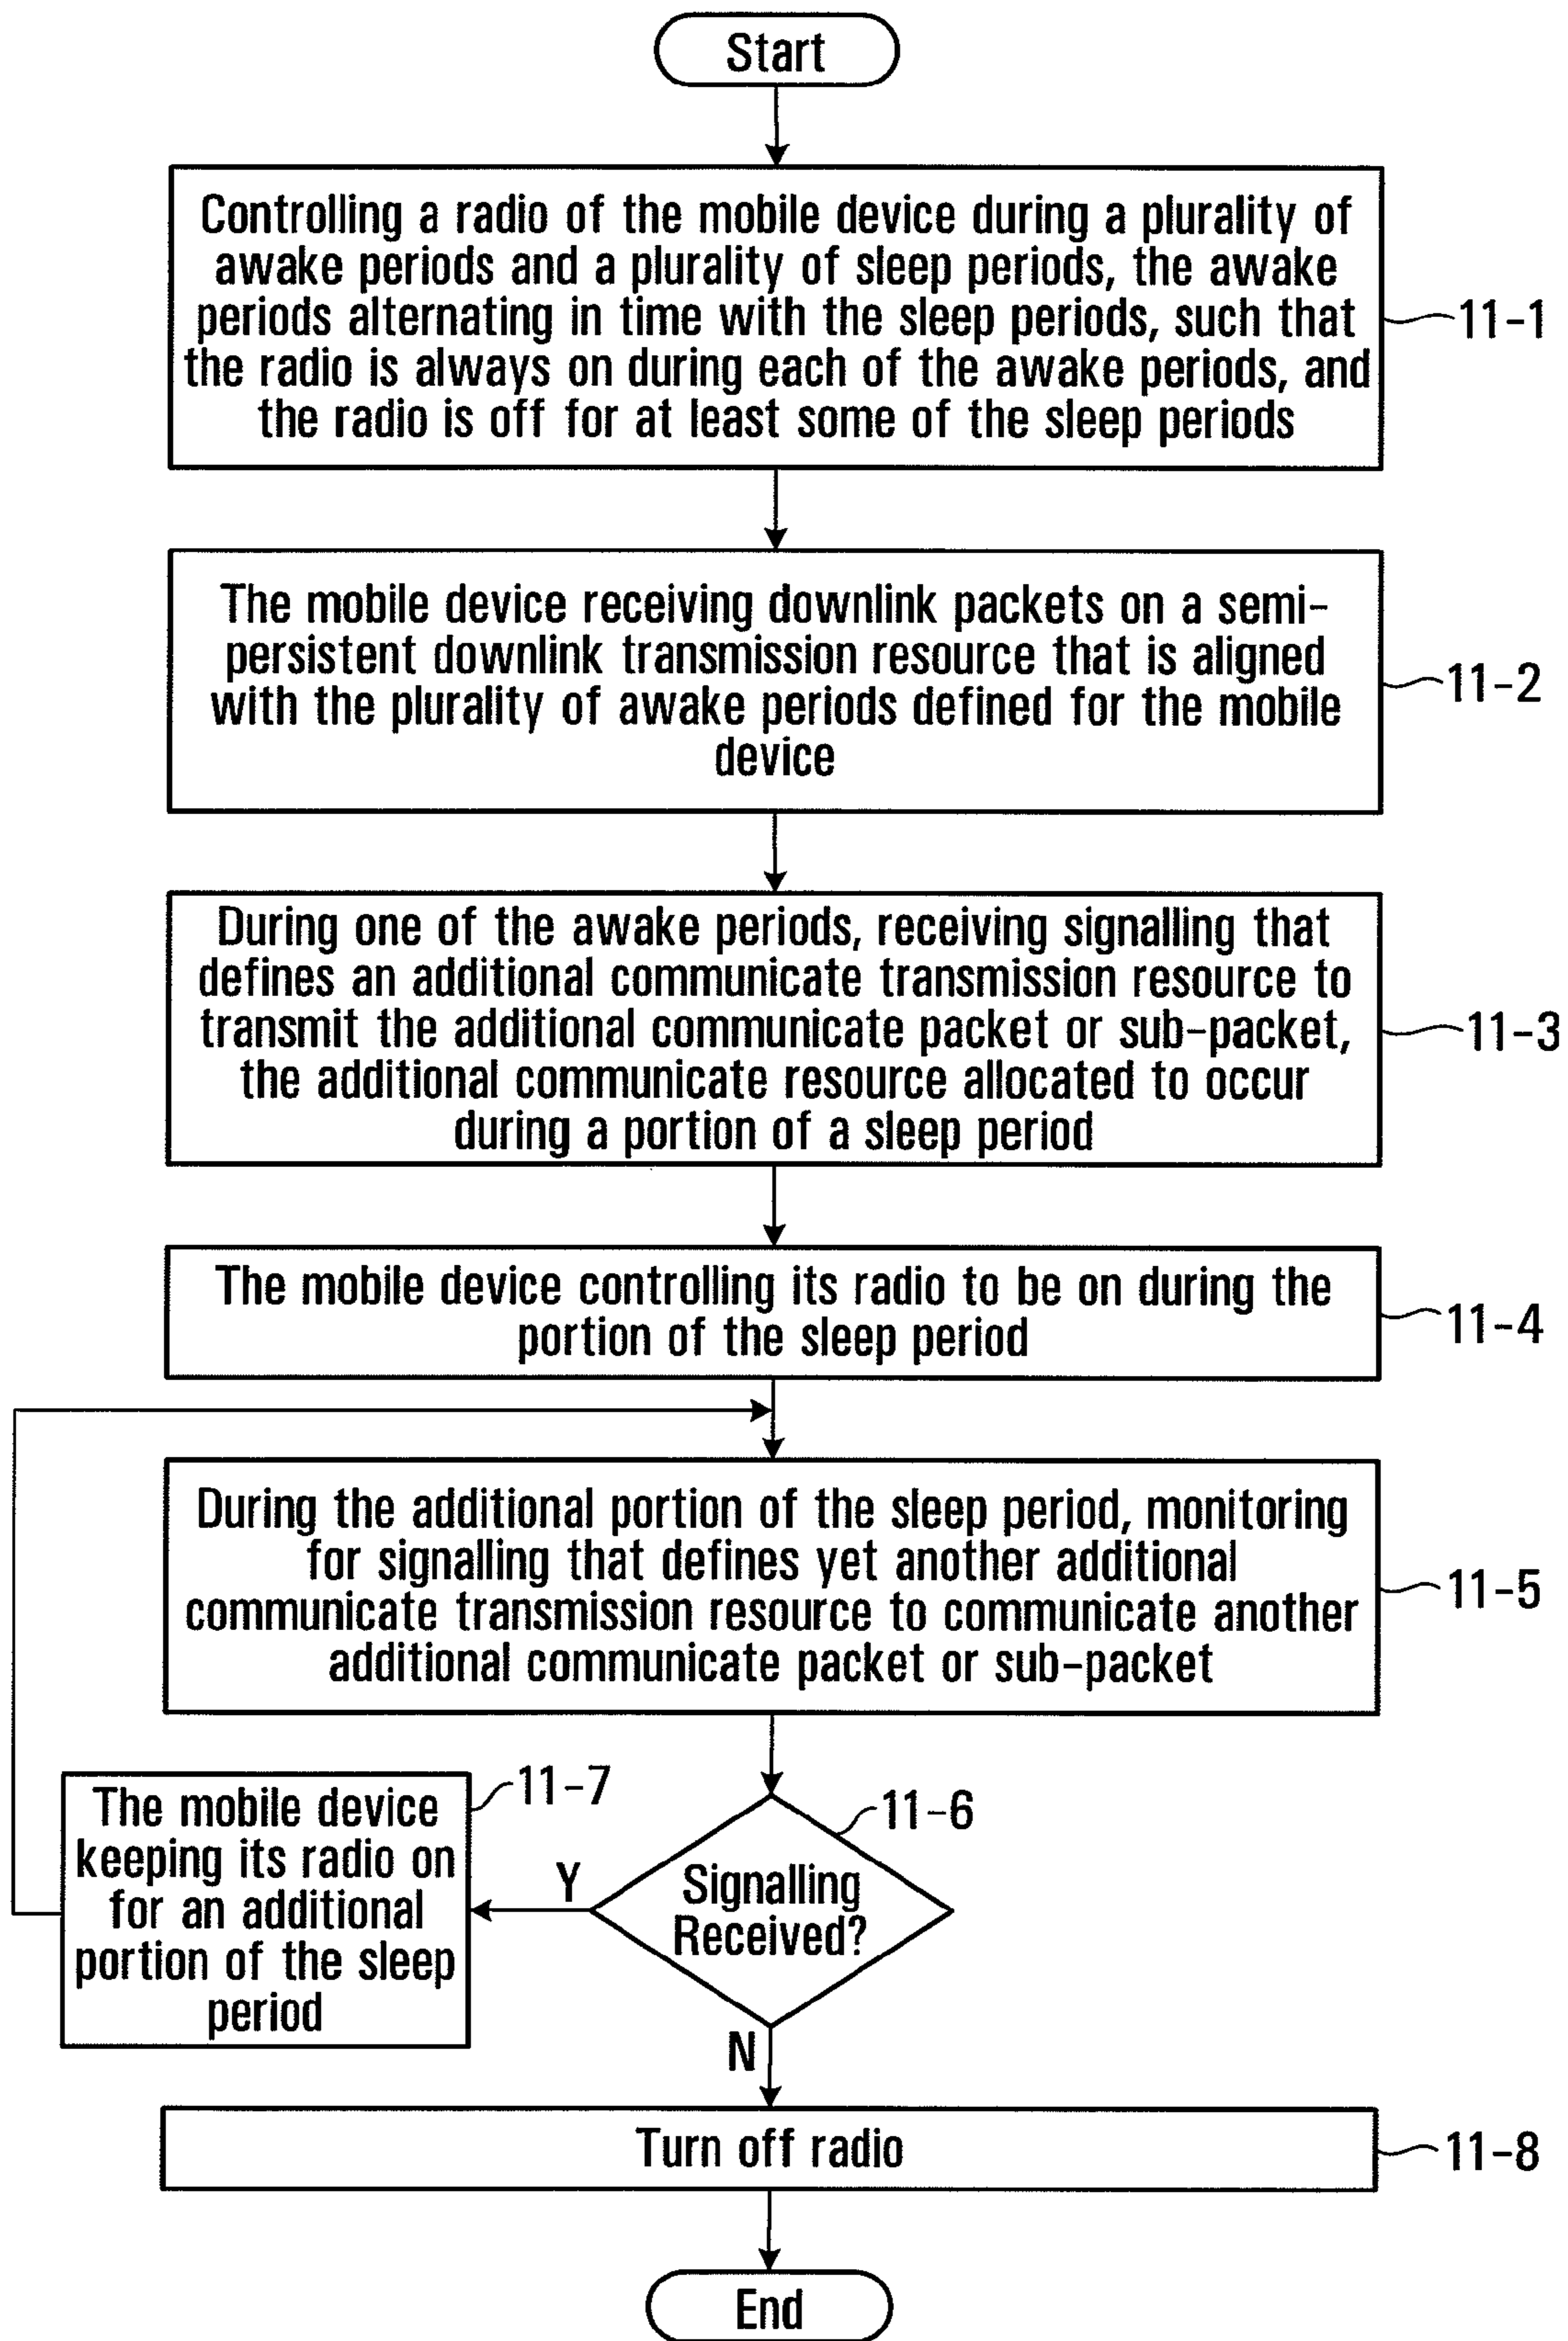 Start
Controlling a radio of the mobile device during a plurality of
awake periods and a plurality of sleep periods, the awake
periods alternating in time with the sleep periods, such that
the radio is always on during each of the awake periods, and
the radio is off for at least some of the sleep periods
11-1
The mobile device receiving downlink packets on a semi-
persistent downlink transmission resource that is aligned
with the plurality of awake periods defined for the mobile
device
11-2
During one of the awake periods, receiving signalling that
defines an additional communicate transmission resource to
transmit the additional communicate packet or sub-packet,
the additional communicate resource allocated to occur
during a portion of a sleep period
11-3
The mobile device controlling its radio to be on during the
portion of the sleep period
11-4
During the additional portion of the sleep period, monitoring
for signalling that defines yet another additional
communicate transmission resource to communicate another
additional communicate packet or sub-packet
11-5
The mobile device
keeping its radio on
for an additional
portion of the sleep
period
11-7
Y
Signalling
Received?
11-6
N
Turn off radio
11-8
End